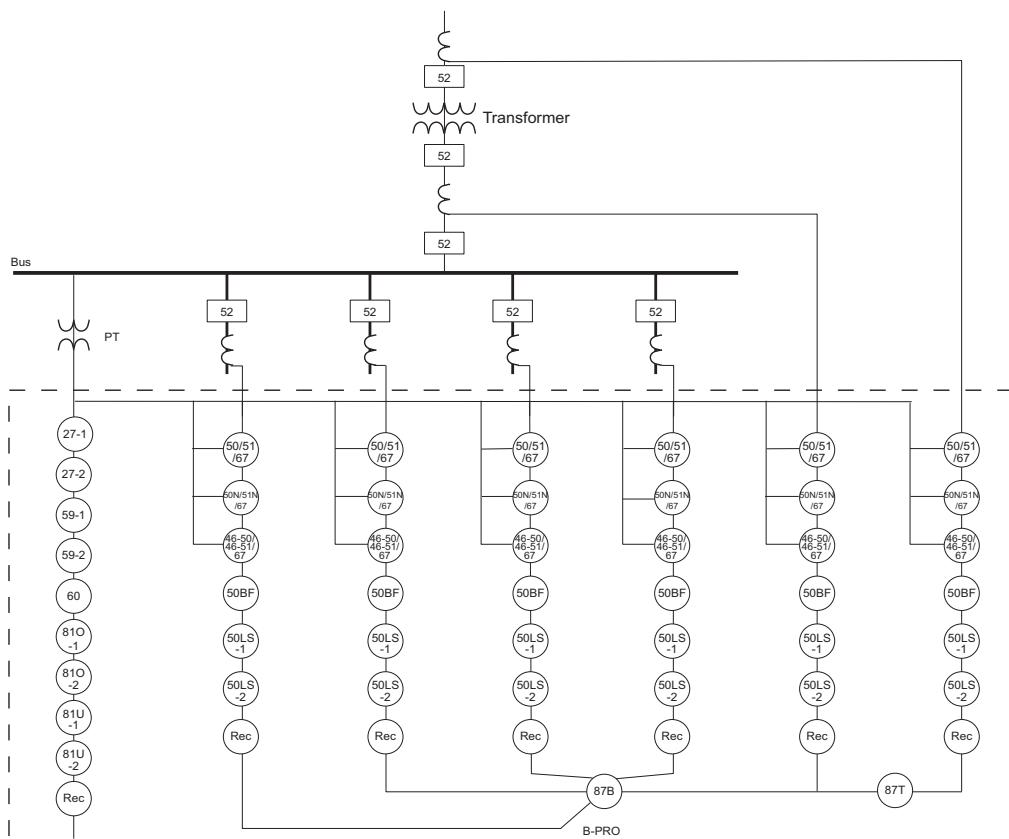 52
Transformer
52
52
Bus
52
52
52
52
PT
27-1
50/51
/67
50/51
/67
50/51
/67
50/51
/67
50/51
/67
50/51
/67
27-2
50N/51N
/67
50N/51N
/67
50N/51N
/67
50N/51N
/67
50N/51N
/67
50N/51N
/67
59-1
59-2
46-50/
46-51/
67
46-50/
46-51/
67
46-50/
46-51/
67
46-50/
46-51/
67
46-50/
46-51/
67
46-50/
46-51/
67
60
50BF
50BF
50BF
50BF
50BF
50BF
81O
-1
50LS
-1
50LS
-1
50LS
-1
50LS
-1
50LS
-1
50LS
-1
81O
-2
50LS
-2
50LS
-2
50LS
-2
50LS
-2
50LS
-2
50LS
-2
81U
-1
Rec
Rec
Rec
Rec
Rec
Rec
81U
-2
Rec
87B
87T
B-PRO